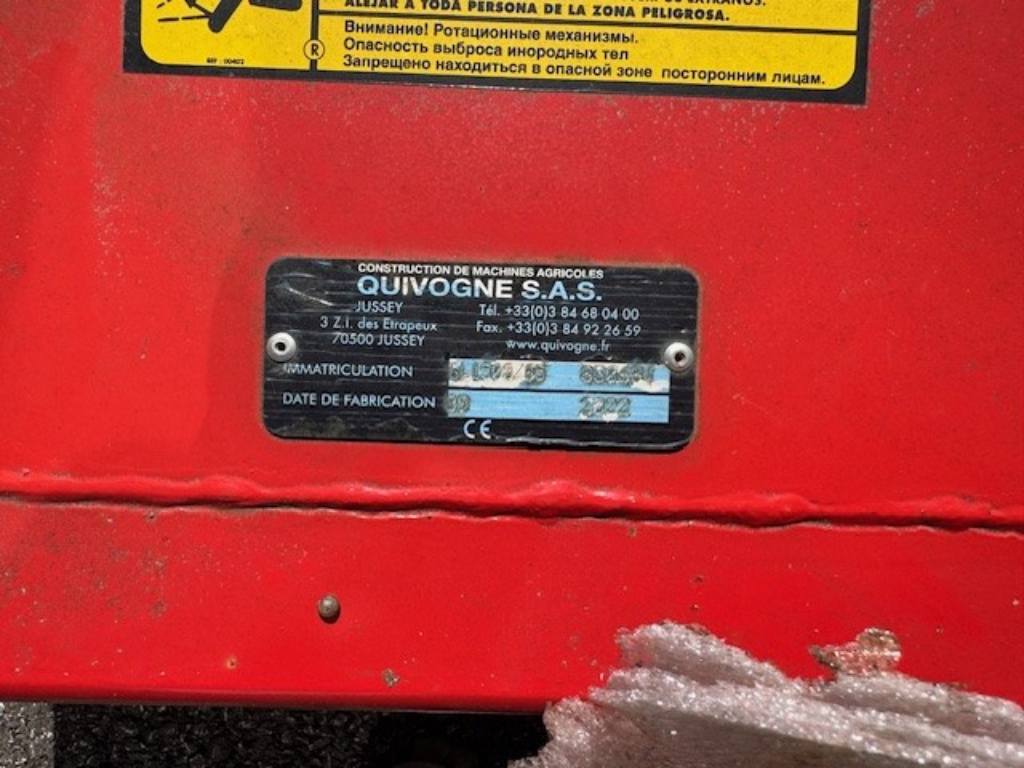 ALEJAR A TODA PERSONA DE LA ZONA PELIGROSA.
Внимание! Ротационные механизмы.
Опасность выброса инородных тел
Запрещено находиться в опасной зоне посторонним лицам.
®
CONSTRUCTION DE MACHINES AGRICOLES
QUIVOGNE S.A.S.
JUSSEY
3 Z.I. des Etrapeux
70500 JUSSEY
Tél. +33(0)3 84 68 04 00
Fax. +33(0)3 84 92 26 59
www.quivogne.fr
IMMATRICULATION
DATE DE FABRICATION
CE